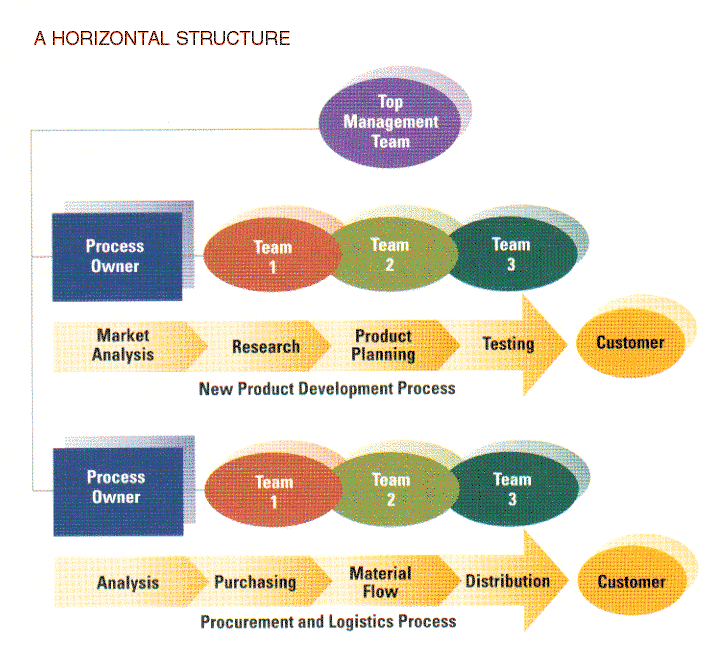 A HORIZONTAL STRUCTURE
Top
Management
Team
Process
Owner
Team
1
Team
2
Team
3
Market
Analysis
Research
Product
Planning
Testing
Customer
New Product Development Process
Process
Owner
Team
1
Team
2
Team
3
Analysis
Purchasing
Material
Flow
Distribution
Customer
Procurement and Logistics Process